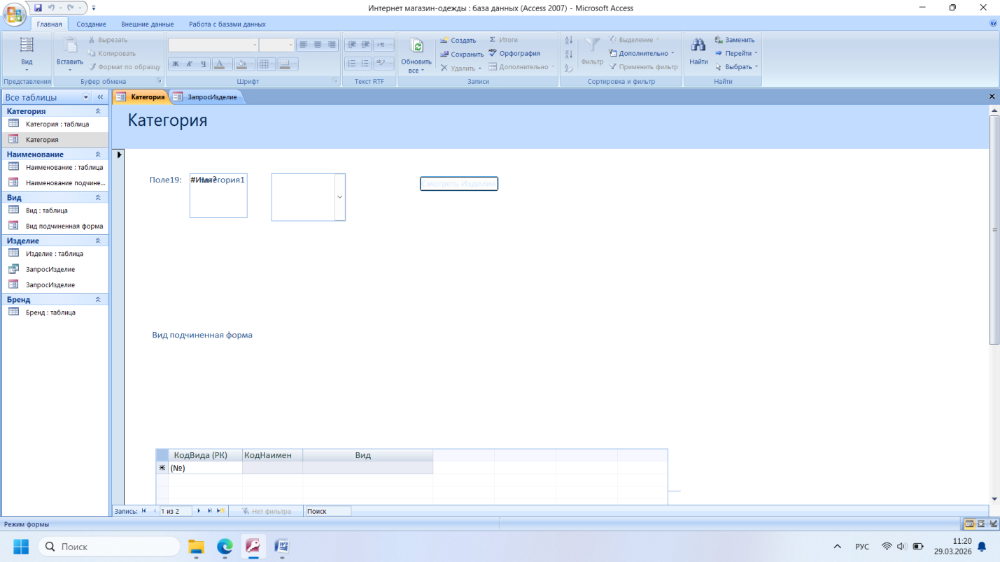 Интернет магазин-одежды : база данных (Access 2007) - Microsoft Access
Главная Создание Внешние данные Работа с базами данных
Вид
Представления
Вставить
Вырезать
Копировать
Формат по образцу
Буфер обмена
Ж К Ч А
Шрифт
Текст RTF
Обновить все
Создать
Сохранить
Удалить
Σ Итоги
Орфография
Дополнительно
Записи
Фильтр
Выделение
Дополнительно
Применить фильтр
Сортировка и фильтр
Найти
Заменить
Перейти
Выбрать
Найти
Все таблицы
Категория
Категория : таблица
Категория
Наименование
Наименование : таблица
Наименование подчине...
Вид
Вид : таблица
Вид подчиненная форма
Изделие
Изделие : таблица
ЗапросИзделие
ЗапросИзделие
Бренд
Бренд : таблица
Категория ЗапросИзделие
Категория
Поле19: #Имя? Смотреть Изделия
Вид подчиненная форма
КодВида (РК) КодНаимен Вид
(№)
Запись: 1 из 2 Нет фильтра Поиск
Режим формы
Поиск
РУС
11:20
29.03.2026